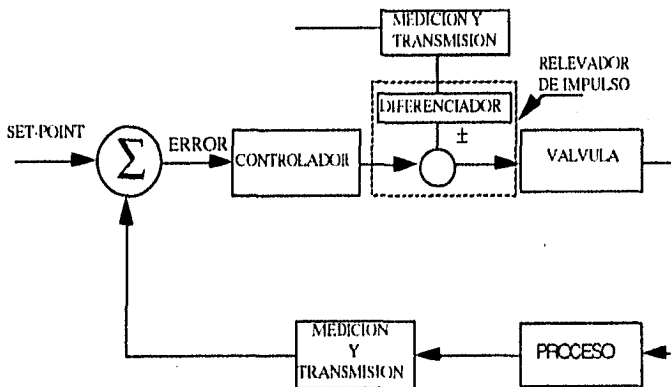 MEDICION Y
TRANSMISION
RELEVADOR
DE IMPULSO
DIFERENCIADOR
±
SET-POINT
Σ
ERROR
CONTROLADOR
VALVULA
MEDICION
Y
TRANSMISION
PROCESO